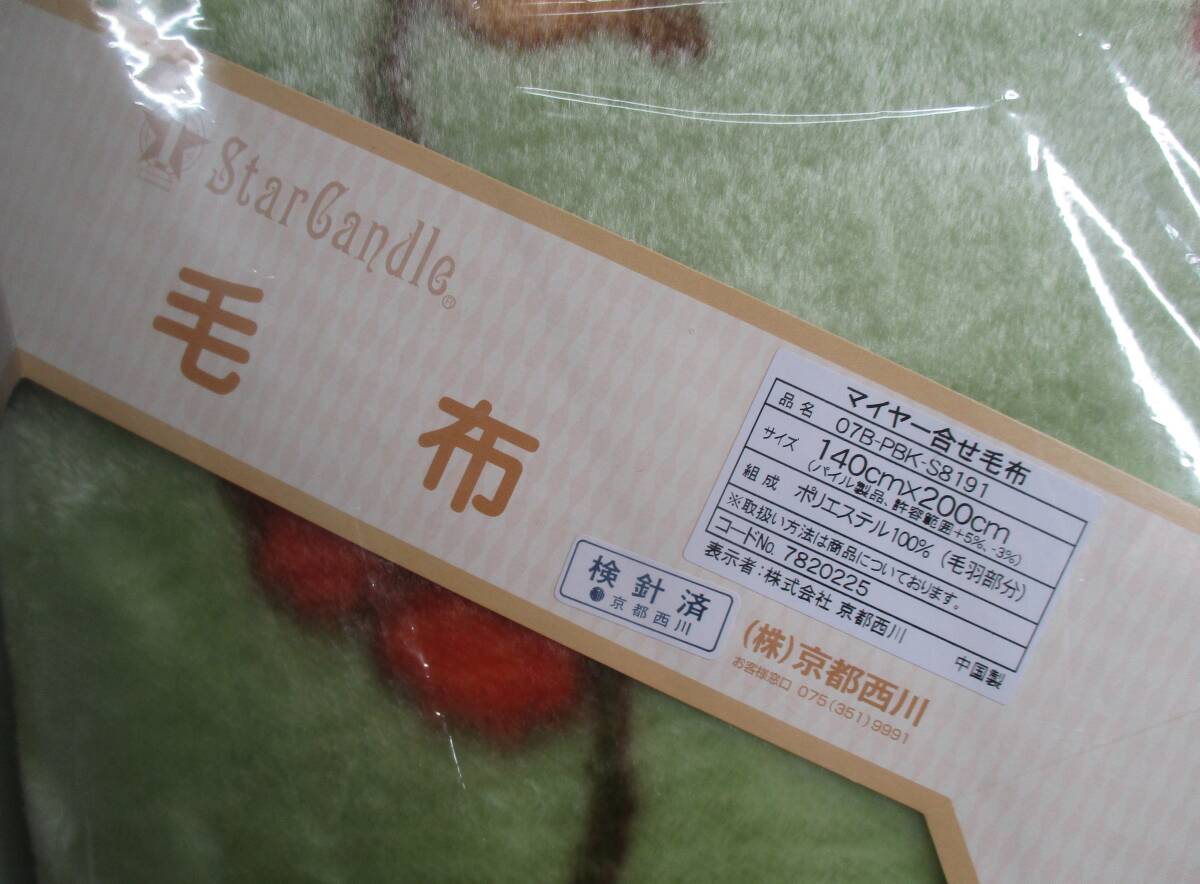 StarCandle®
毛布
品名 マイヤー合せ毛布
07B-PBK-S8191
サイズ 140cm×200cm
(パイル製品、許容範囲+5%、-3%)
組成 ポリエステル100% (毛羽部分)
※取扱い方法は商品についております。
コードNo. 7820225
表示者:株式会社 京都西川
中国製
検針済
京都西川
(株)京都西川
お客様窓口 075(351)9991